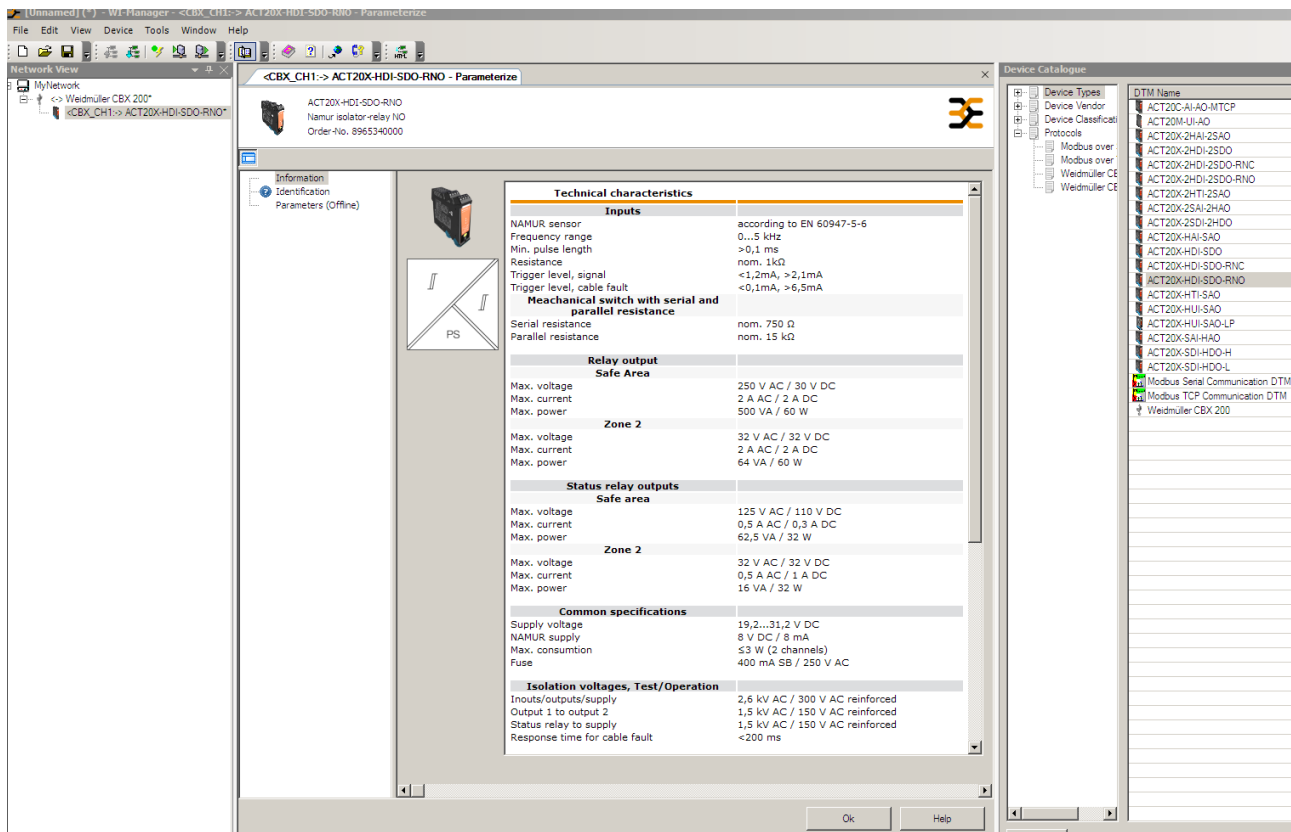 [Unnamed] (*) - WI-Manager - <CBX_CH1:-> ACT20X-HDI-SDO-RNO - Parameterize
File Edit View Device Tools Window Help
Network View
MyNetwork
<-> Weidmüller CBX 200*
<CBX_CH1:-> ACT20X-HDI-SDO-RNO*
<CBX_CH1:-> ACT20X-HDI-SDO-RNO - Parameterize
ACT20X-HDI-SDO-RNO
Namur isolator-relay NO
Order-No. 8965340000
Information
Identification
Parameters (Offline)
PS
Technical characteristics
Inputs
NAMUR sensor according to EN 60947-5-6
Frequency range 0...5 kHz
Min. pulse length >0,1 ms
Resistance nom. 1kΩ
Trigger level, signal <1,2mA, >2,1mA
Trigger level, cable fault <0,1mA, >6,5mA
Meachanical switch with serial and
parallel resistance
Serial resistance nom. 750 Ω
Parallel resistance nom. 15 kΩ
Relay output
Safe Area
Max. voltage 250 V AC / 30 V DC
Max. current 2 A AC / 2 A DC
Max. power 500 VA / 60 W
Zone 2
Max. voltage 32 V AC / 32 V DC
Max. current 2 A AC / 2 A DC
Max. power 64 VA / 60 W
Status relay outputs
Safe area
Max. voltage 125 V AC / 110 V DC
Max. current 0,5 A AC / 0,3 A DC
Max. power 62,5 VA / 32 W
Zone 2
Max. voltage 32 V AC / 32 V DC
Max. current 0,5 A AC / 1 A DC
Max. power 16 VA / 32 W
Common specifications
Supply voltage 19,2...31,2 V DC
NAMUR supply 8 V DC / 8 mA
Max. consumtion ≤3 W (2 channels)
Fuse 400 mA SB / 250 V AC
Isolation voltages, Test/Operation
Inouts/outputs/supply 2,6 kV AC / 300 V AC reinforced
Output 1 to output 2 1,5 kV AC / 150 V AC reinforced
Status relay to supply 1,5 kV AC / 150 V AC reinforced
Response time for cable fault <200 ms
Ok Help
Device Catalogue
Device Types
Device Vendor
Device Classificati
Protocols
Modbus over
Modbus over
Weidmüller CE
Weidmüller CE
DTM Name
ACT20C-AI-AO-MTCP
ACT20M-UI-AO
ACT20X-2HAI-2SAO
ACT20X-2HDI-2SDO
ACT20X-2HDI-2SDO-RNC
ACT20X-2HDI-2SDO-RNO
ACT20X-2HTI-2SAO
ACT20X-2SAI-2HAO
ACT20X-2SDI-2HDO
ACT20X-HAI-SAO
ACT20X-HDI-SDO
ACT20X-HDI-SDO-RNC
ACT20X-HDI-SDO-RNO
ACT20X-HTI-SAO
ACT20X-HUI-SAO
ACT20X-HUI-SAO-LP
ACT20X-SAI-HAO
ACT20X-SDI-HDO-H
ACT20X-SDI-HDO-L
Modbus Serial Communication DTM
Modbus TCP Communication DTM
Weidmüller CBX 200